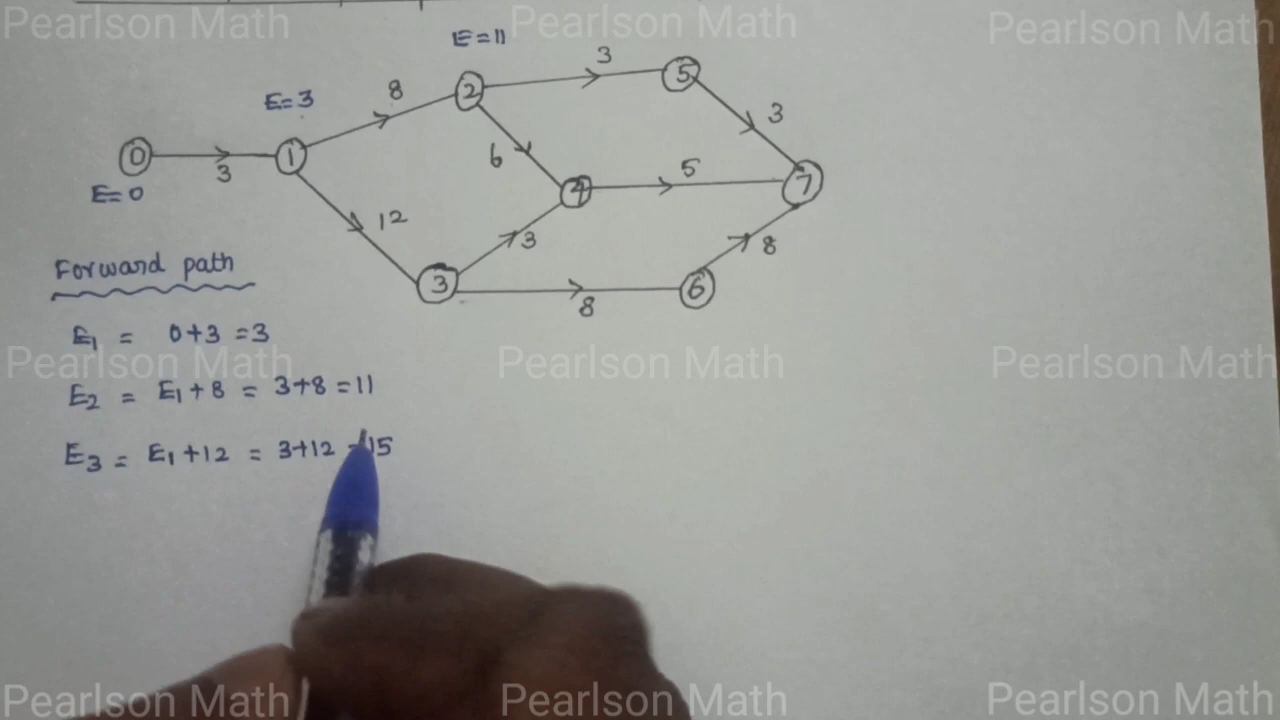 Pearlson Math Pearlson Math Pearlson Math
E=11
3
5
8
2
E=3
3
6
5
0
3
1
4
7
E=0
12
3
8
3
6
8
Forward path
E1 = 0+3 =3
Pearlson Math Pearlson Math Pearlson Math
E2 = E1+8 = 3+8 =11
E3 = E1+12 = 3+12 =15
Pearlson Math Pearlson Math Pearlson Math